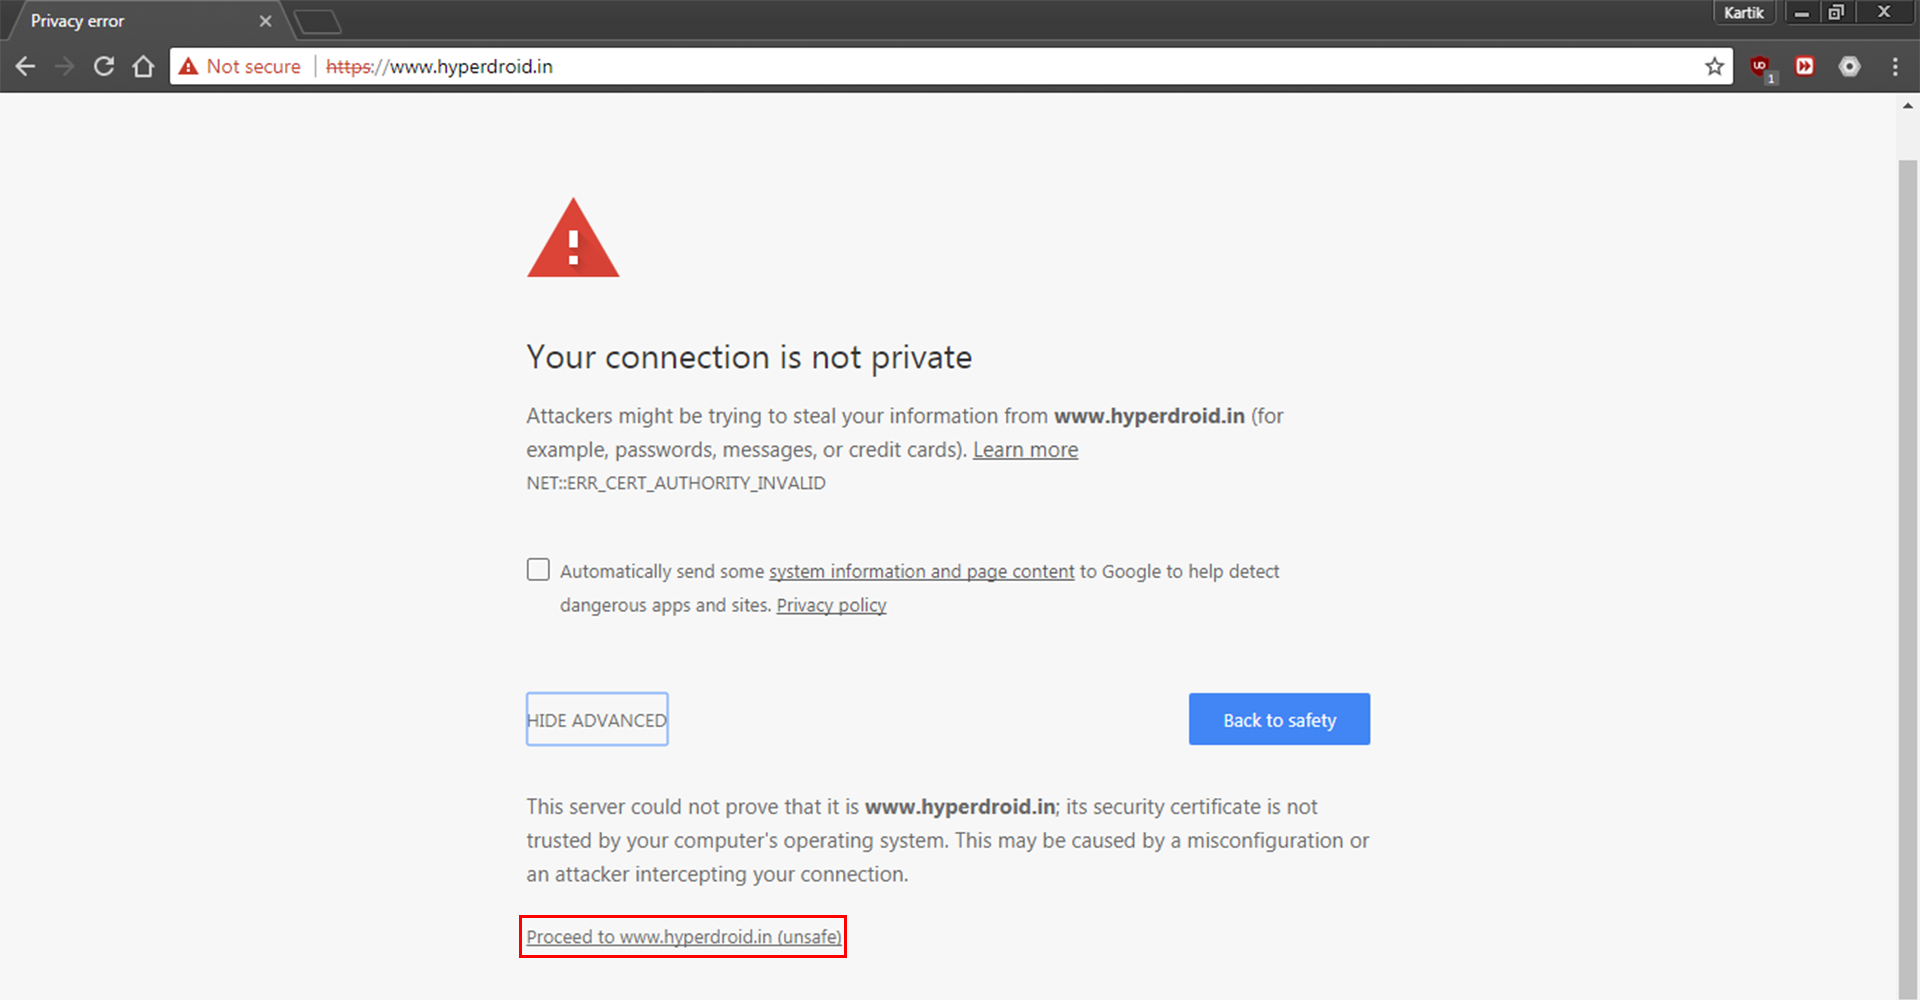 Privacy error
Kartik
Not secure
https://www.hyperdroid.in
UD
1
Your connection is not private
Attackers might be trying to steal your information from www.hyperdroid.in (for
example, passwords, messages, or credit cards). Learn more
NET::ERR_CERT_AUTHORITY_INVALID
Automatically send some system information and page content to Google to help detect
dangerous apps and sites. Privacy policy
HIDE ADVANCED
Back to safety
This server could not prove that it is www.hyperdroid.in; its security certificate is not
trusted by your computer's operating system. This may be caused by a misconfiguration or
an attacker intercepting your connection.
Proceed to www.hyperdroid.in (unsafe)